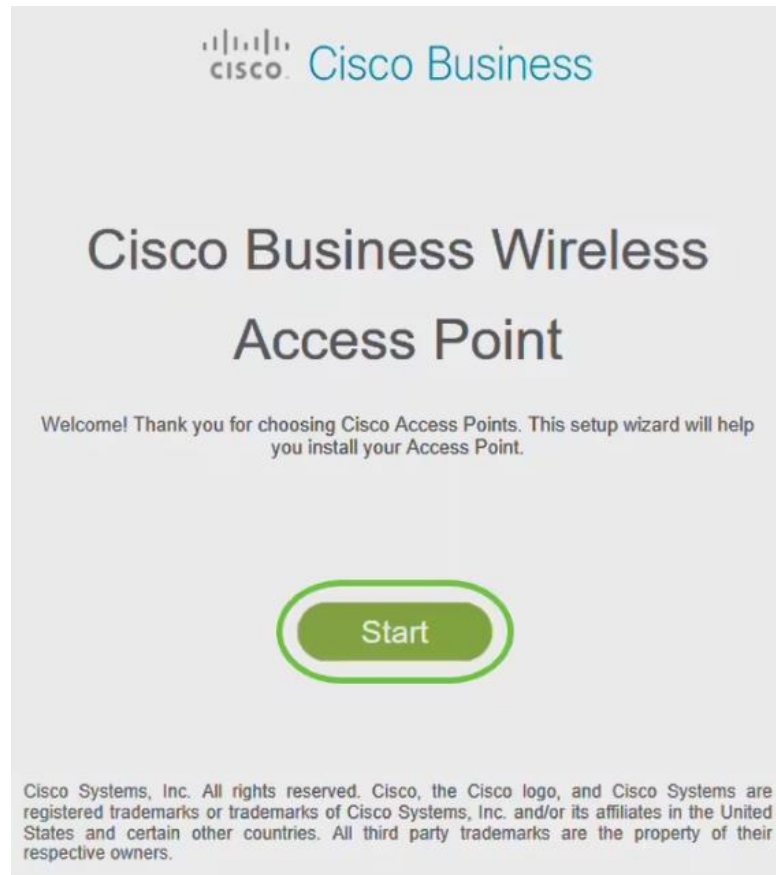 cisco. Cisco Business
Cisco Business Wireless
Access Point
Welcome! Thank you for choosing Cisco Access Points. This setup wizard will help
you install your Access Point.
Start
Cisco Systems, Inc. All rights reserved. Cisco, the Cisco logo, and Cisco Systems are
registered trademarks or trademarks of Cisco Systems, Inc. and/or its affiliates in the United
States and certain other countries. All third party trademarks are the property of their
respective owners.